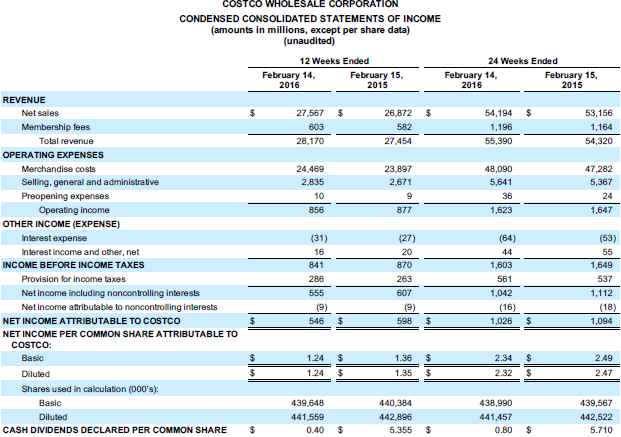 COSTCO WHOLESALE CORPORATION
CONDENSED CONSOLIDATED STATEMENTS OF INCOME
(amounts in millions, except per share data)
(unaudited)
12 Weeks Ended 24 Weeks Ended
February 14, 2016 February 15, 2015 February 14, 2016 February 15, 2015
REVENUE
Net sales $ 27,567 $ 26,872 $ 54,194 $ 53,156
Membership fees 603 582 1,196 1,164
Total revenue 28,170 27,454 55,390 54,320
OPERATING EXPENSES
Merchandise costs 24,469 23,897 48,090 47,282
Selling, general and administrative 2,835 2,671 5,641 5,367
Preopening expenses 10 9 36 24
Operating income 856 877 1,623 1,647
OTHER INCOME (EXPENSE)
Interest expense (31) (27) (64) (53)
Interest income and other, net 16 20 44 55
INCOME BEFORE INCOME TAXES 841 870 1,603 1,649
Provision for income taxes 286 263 561 537
Net income including noncontrolling interests 555 607 1,042 1,112
Net income attributable to noncontrolling interests (9) (9) (16) (18)
NET INCOME ATTRIBUTABLE TO COSTCO $ 546 $ 598 $ 1,026 $ 1,094
NET INCOME PER COMMON SHARE ATTRIBUTABLE TO
COSTCO:
Basic $ 1.24 $ 1.36 $ 2.34 $ 2.49
Diluted $ 1.24 $ 1.35 $ 2.32 $ 2.47
Shares used in calculation (000's):
Basic 439,648 440,384 438,990 439,567
Diluted 441,559 442,896 441,457 442,522
CASH DIVIDENDS DECLARED PER COMMON SHARE $ 0.40 $ 5.355 $ 0.80 $ 5.710